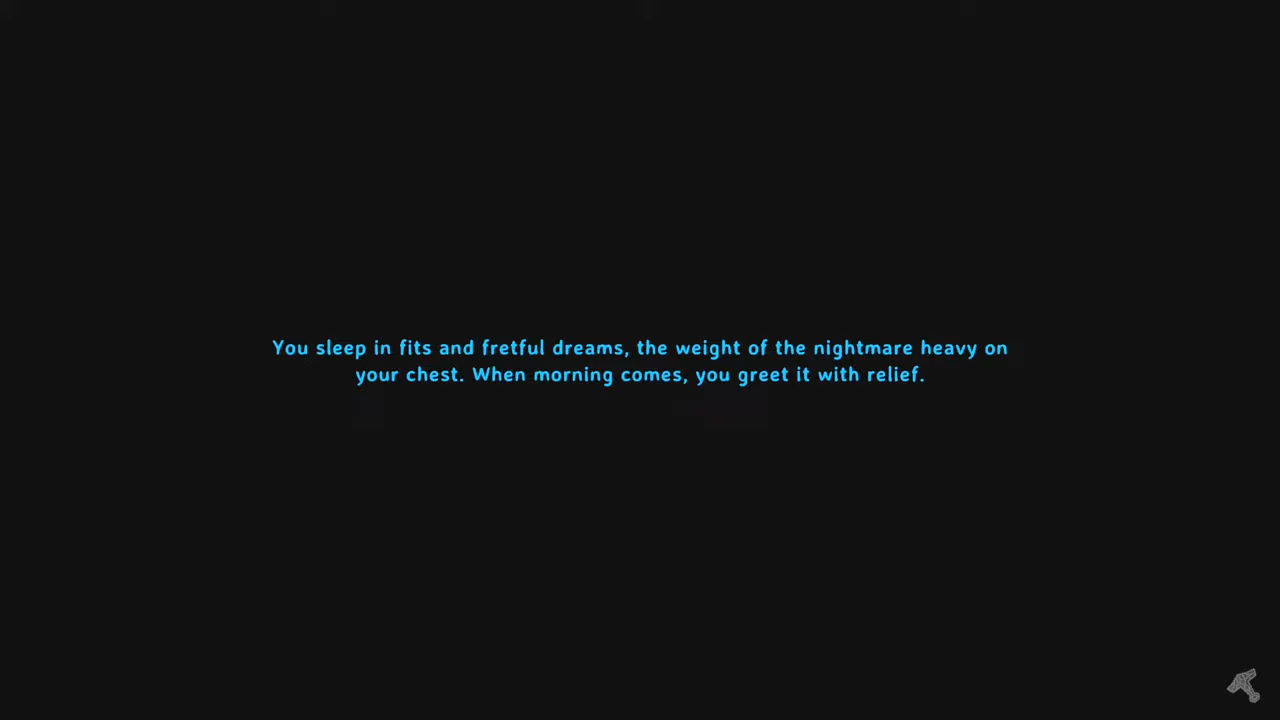 You sleep in fits and fretful dreams, the weight of the nightmare heavy on
your chest. When morning comes, you greet it with relief.